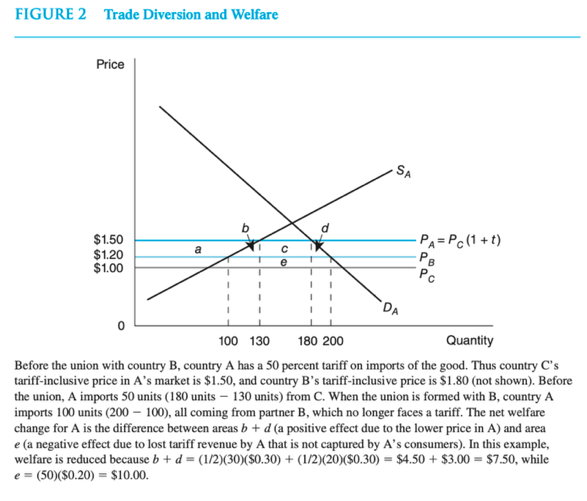 FIGURE 2 Trade Diversion and Welfare
Price
S_A
b
d
$1.50
a
c
P_A = P_C (1 + t)
$1.20
e
P_B
$1.00
P_C
D_A
0
100 130 180 200 Quantity
Before the union with country B, country A has a 50 percent tariff on imports of the good. Thus country C's
tariff-inclusive price in A's market is $1.50, and country B's tariff-inclusive price is $1.80 (not shown). Before
the union, A imports 50 units (180 units − 130 units) from C. When the union is formed with B, country A
imports 100 units (200 − 100), all coming from partner B, which no longer faces a tariff. The net welfare
change for A is the difference between areas b + d (a positive effect due to the lower price in A) and area
e (a negative effect due to lost tariff revenue by A that is not captured by A's consumers). In this example,
welfare is reduced because b + d = (1/2)(30)($0.30) + (1/2)(20)($0.30) = $4.50 + $3.00 = $7.50, while
e = (50)($0.20) = $10.00.